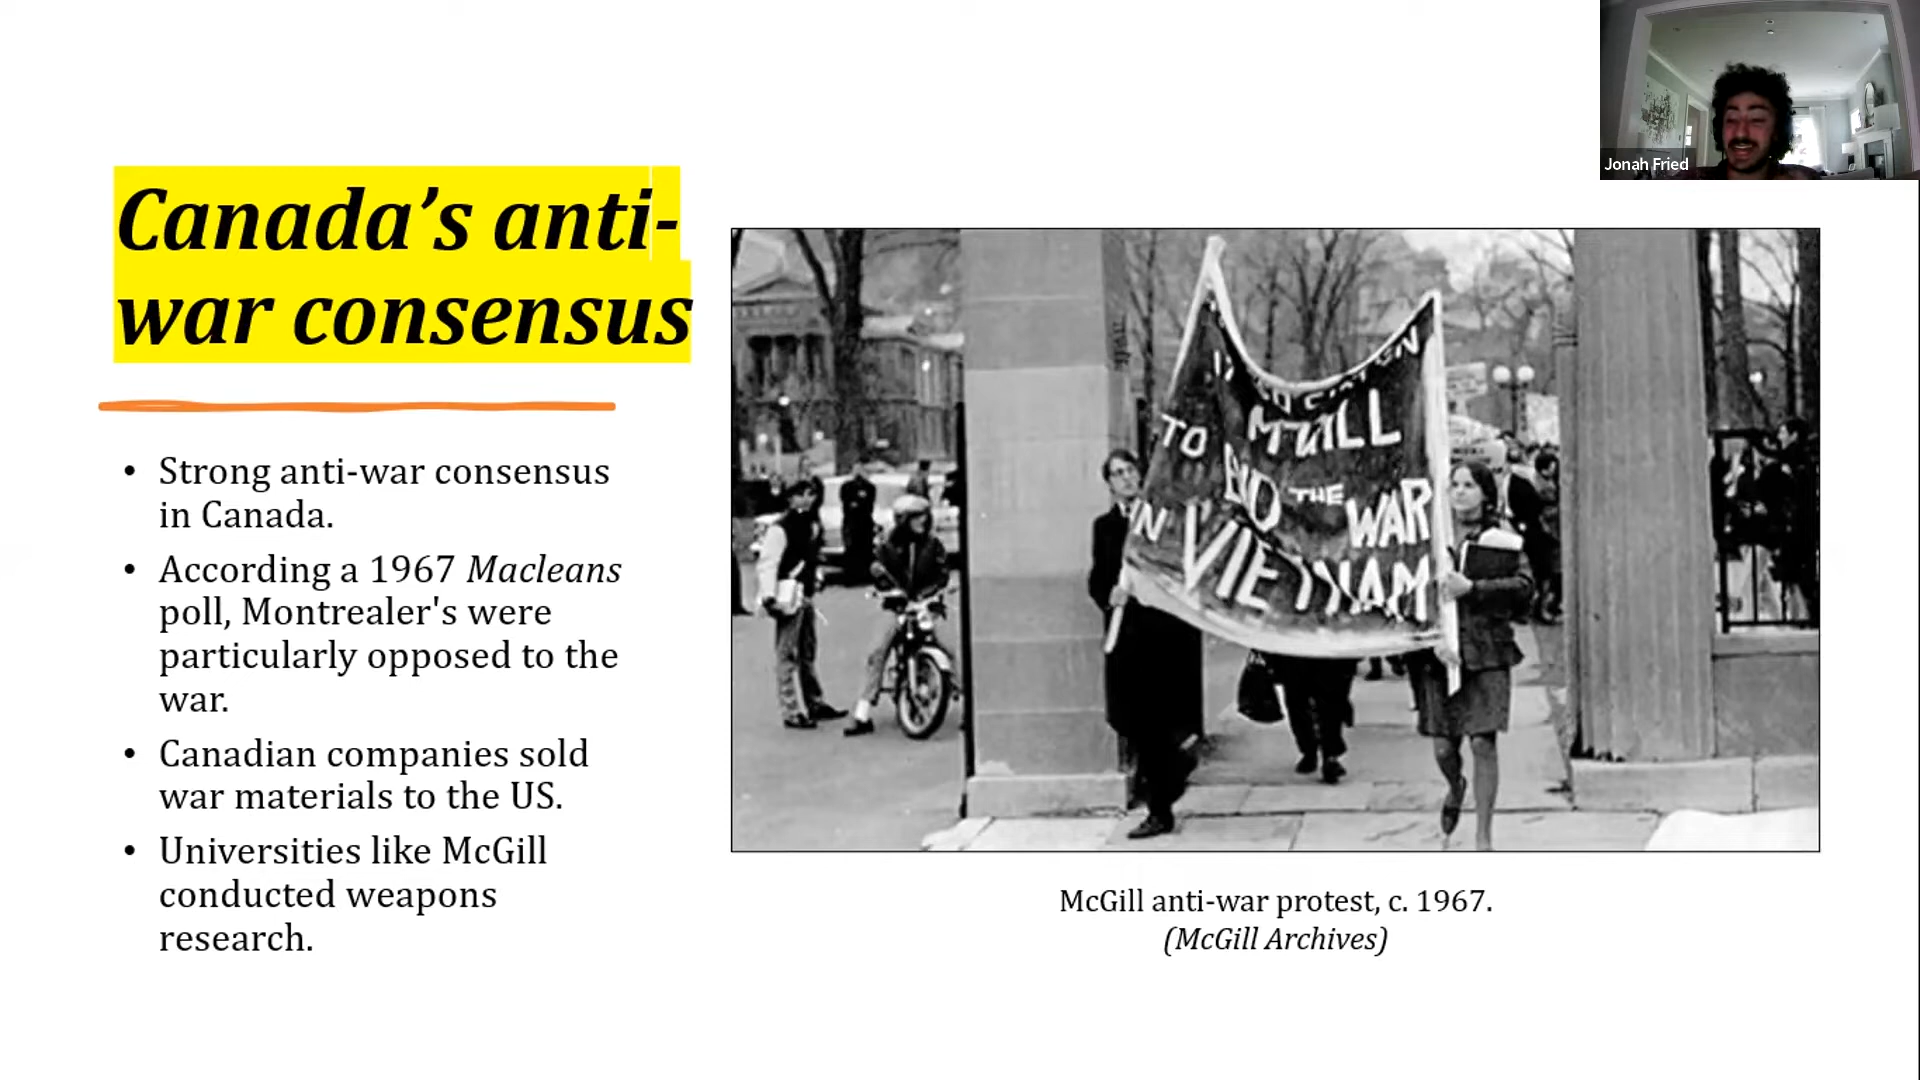 Jonah Fried
Canada’s anti-
war consensus
• Strong anti-war consensus
in Canada.
• According a 1967 Macleans
poll, Montrealer's were
particularly opposed to the
war.
• Canadian companies sold
war materials to the US.
• Universities like McGill
conducted weapons
research.
McGILL
TO END THE WAR
IN VIETNAM
McGill anti-war protest, c. 1967.
(McGill Archives)